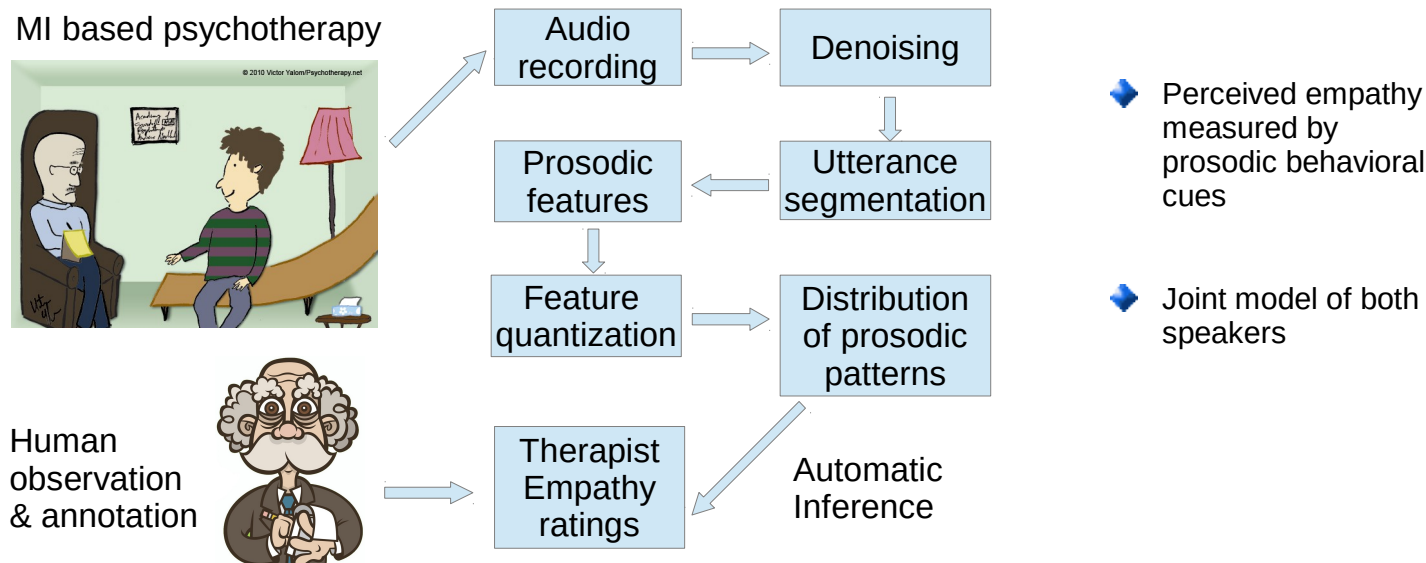 MI based psychotherapy
© 2010 Victor Yalom/Psychotherapy.net
Academy of
Audio
recording
Denoising
Utterance
segmentation
Prosodic
features
Feature
quantization
Distribution
of prosodic
patterns
Therapist
Empathy
ratings
Automatic
Inference
Human
observation
& annotation
Perceived empathy
measured by
prosodic behavioral
cues
Joint model of both
speakers